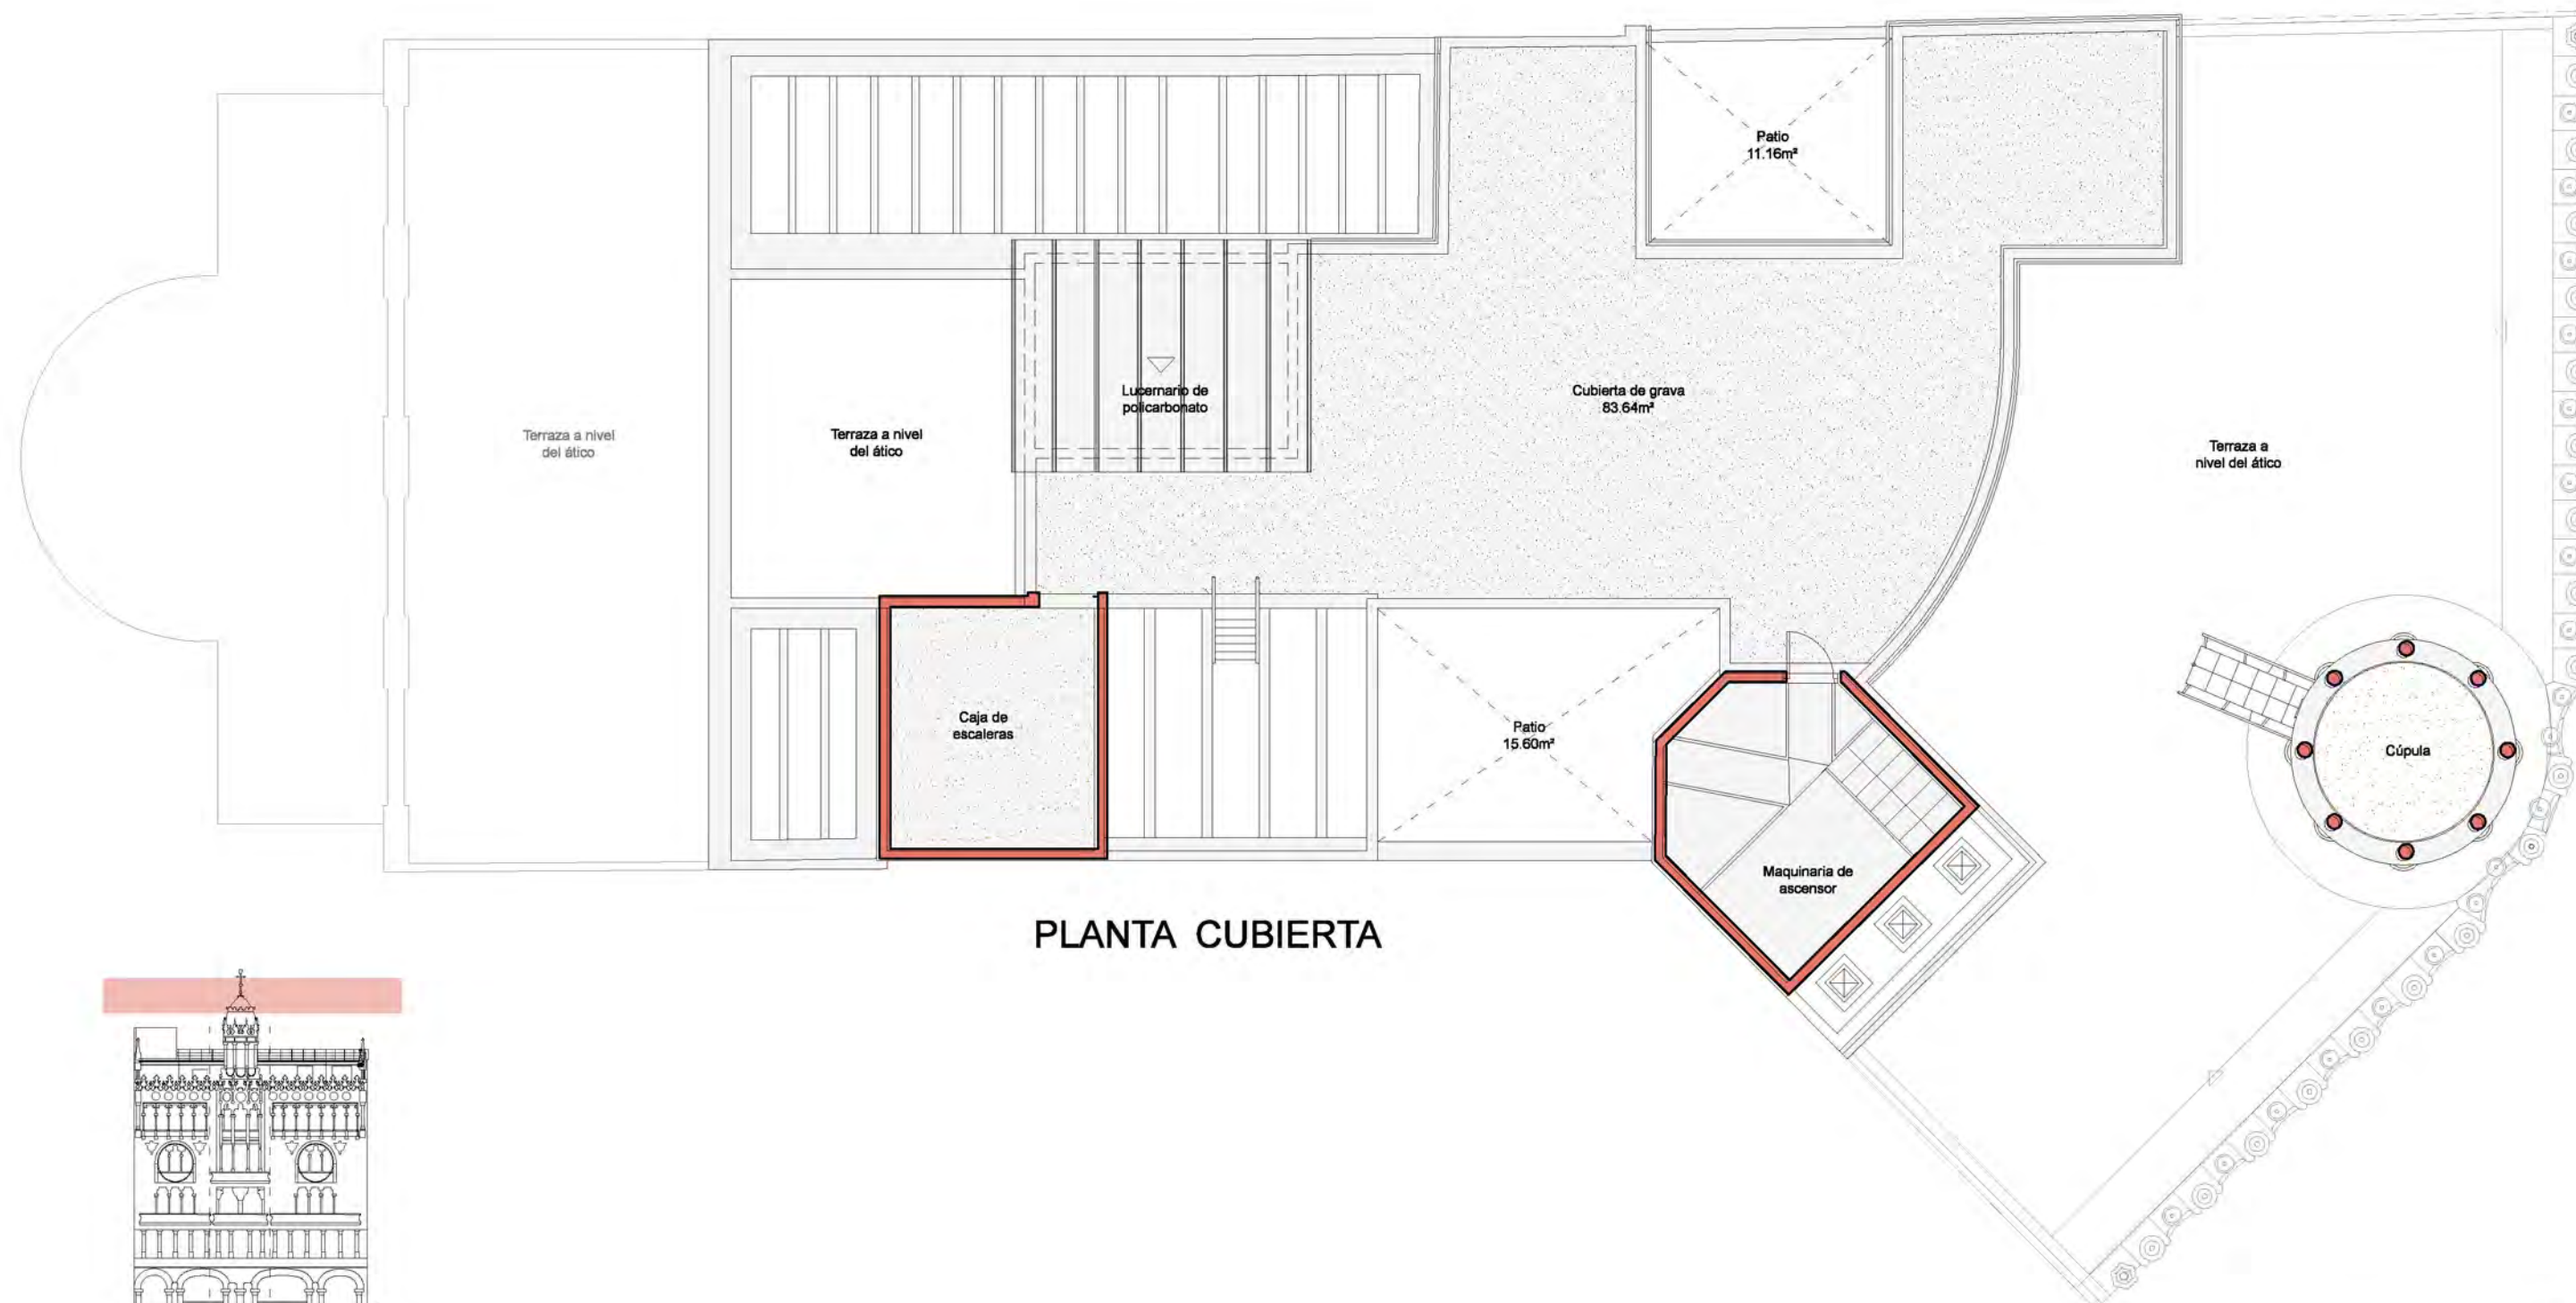 Patio
11.16m²
Lucernario de
policarbonato
Cubierta de grava
83.64m²
Terraza a nivel
del ático
Terraza a nivel
del ático
Terraza a
nivel del ático
Caja de
escaleras
Patio
15.60m²
Cúpula
Maquinaria de
ascensor
PLANTA CUBIERTA